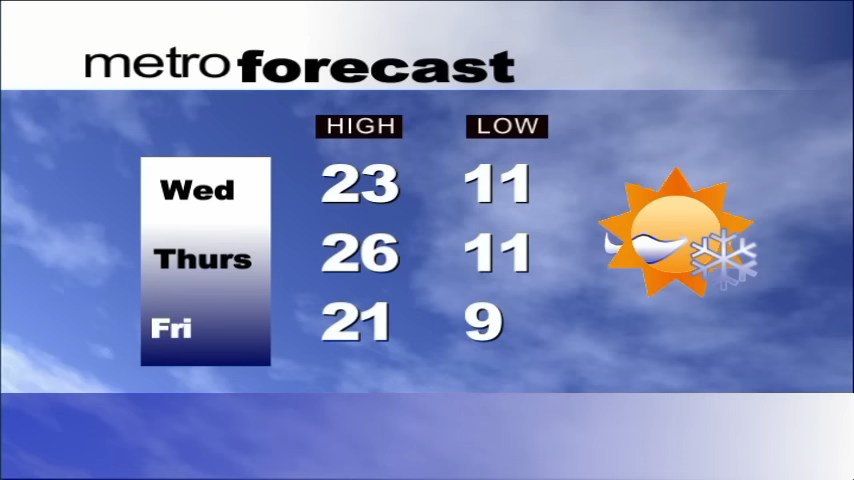 metro forecast
HIGH LOW
Wed 23 11
Thurs 26 11
Fri 21 9